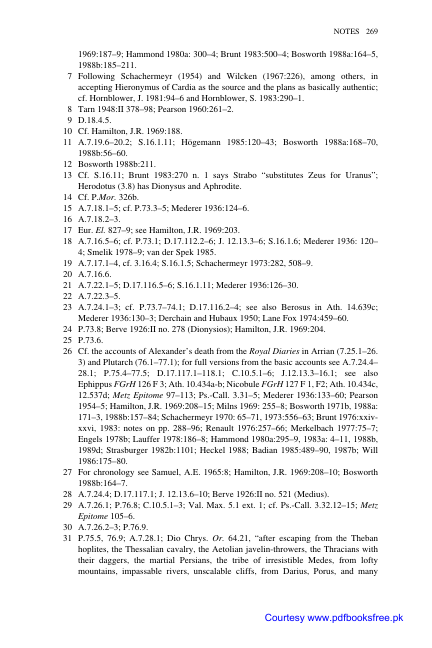 NOTES 269
1969:187–9; Hammond 1980a: 300–4; Brunt 1983:500–4; Bosworth 1988a:164–5,
1988b:185–211.
7 Following Schachermeyr (1954) and Wilcken (1967:226), among others, in
accepting Hieronymus of Cardia as the source and the plans as basically authentic;
cf. Hornblower, J. 1981:94–6 and Hornblower, S. 1983:290–1.
8 Tarn 1948:II 378–98; Pearson 1960:261–2.
9 D.18.4.5.
10 Cf. Hamilton, J.R. 1969:188.
11 A.7.19.6–20.2; S.16.1.11; Högemann 1985:120–43; Bosworth 1988a:168–70,
1988b:56–60.
12 Bosworth 1988b:211.
13 Cf. S.16.11; Brunt 1983:270 n. 1 says Strabo “substitutes Zeus for Uranus”;
Herodotus (3.8) has Dionysus and Aphrodite.
14 Cf. P.Mor. 326b.
15 A.7.18.1–5; cf. P.73.3–5; Mederer 1936:124–6.
16 A.7.18.2–3.
17 Eur. El. 827–9; see Hamilton, J.R. 1969:203.
18 A.7.16.5–6; cf. P.73.1; D.17.112.2–6; J. 12.13.3–6; S.16.1.6; Mederer 1936: 120–
4; Smelik 1978–9; van der Spek 1985.
19 A.7.17.1–4, cf. 3.16.4; S.16.1.5; Schachermeyr 1973:282, 508–9.
20 A.7.16.6.
21 A.7.22.1–5; D.17.116.5–6; S.16.1.11; Mederer 1936:126–30.
22 A.7.22.3–5.
23 A.7.24.1–3; cf. P.73.7–74.1; D.17.116.2–4; see also Berosus in Ath. 14.639c;
Mederer 1936:130–3; Derchain and Hubaux 1950; Lane Fox 1974:459–60.
24 P.73.8; Berve 1926:II no. 278 (Dionysios); Hamilton, J.R. 1969:204.
25 P.73.6.
26 Cf. the accounts of Alexander’s death from the Royal Diaries in Arrian (7.25.1–26.
3) and Plutarch (76.1–77.1); for full versions from the basic accounts see A.7.24.4–
28.1; P.75.4–77.5; D.17.117.1–118.1; C.10.5.1–6; J.12.13.3–16.1; see also
Ephippus FGrH 126 F 3; Ath. 10.434a-b; Nicobule FGrH 127 F 1, F2; Ath. 10.434c,
12.537d; Metz Epitome 97–113; Ps.-Call. 3.31–5; Mederer 1936:133–60; Pearson
1954–5; Hamilton, J.R. 1969:208–15; Milns 1969: 255–8; Bosworth 1971b, 1988a:
171–3, 1988b:157–84; Schachermeyr 1970: 65–71, 1973:556–63; Brunt 1976:xxiv–
xxvi, 1983: notes on pp. 288–96; Renault 1976:257–66; Merkelbach 1977:75–7;
Engels 1978b; Lauffer 1978:186–8; Hammond 1980a:295–9, 1983a: 4–11, 1988b,
1989d; Strasburger 1982b:1101; Heckel 1988; Badian 1985:489–90, 1987b; Will
1986:175–80.
27 For chronology see Samuel, A.E. 1965:8; Hamilton, J.R. 1969:208–10; Bosworth
1988b:164–7.
28 A.7.24.4; D.17.117.1; J. 12.13.6–10; Berve 1926:II no. 521 (Medius).
29 A.7.26.1; P.76.8; C.10.5.1–3; Val. Max. 5.1 ext. 1; cf. Ps.-Call. 3.32.12–15; Metz
Epitome 105–6.
30 A.7.26.2–3; P.76.9.
31 P.75.5, 76.9; A.7.28.1; Dio Chrys. Or. 64.21, “after escaping from the Theban
hoplites, the Thessalian cavalry, the Aetolian javelin-throwers, the Thracians with
their daggers, the martial Persians, the tribe of irresistible Medes, from lofty
mountains, impassable rivers, unscalable cliffs, from Darius, Porus, and many
Courtesy www.pdfbooksfree.pk